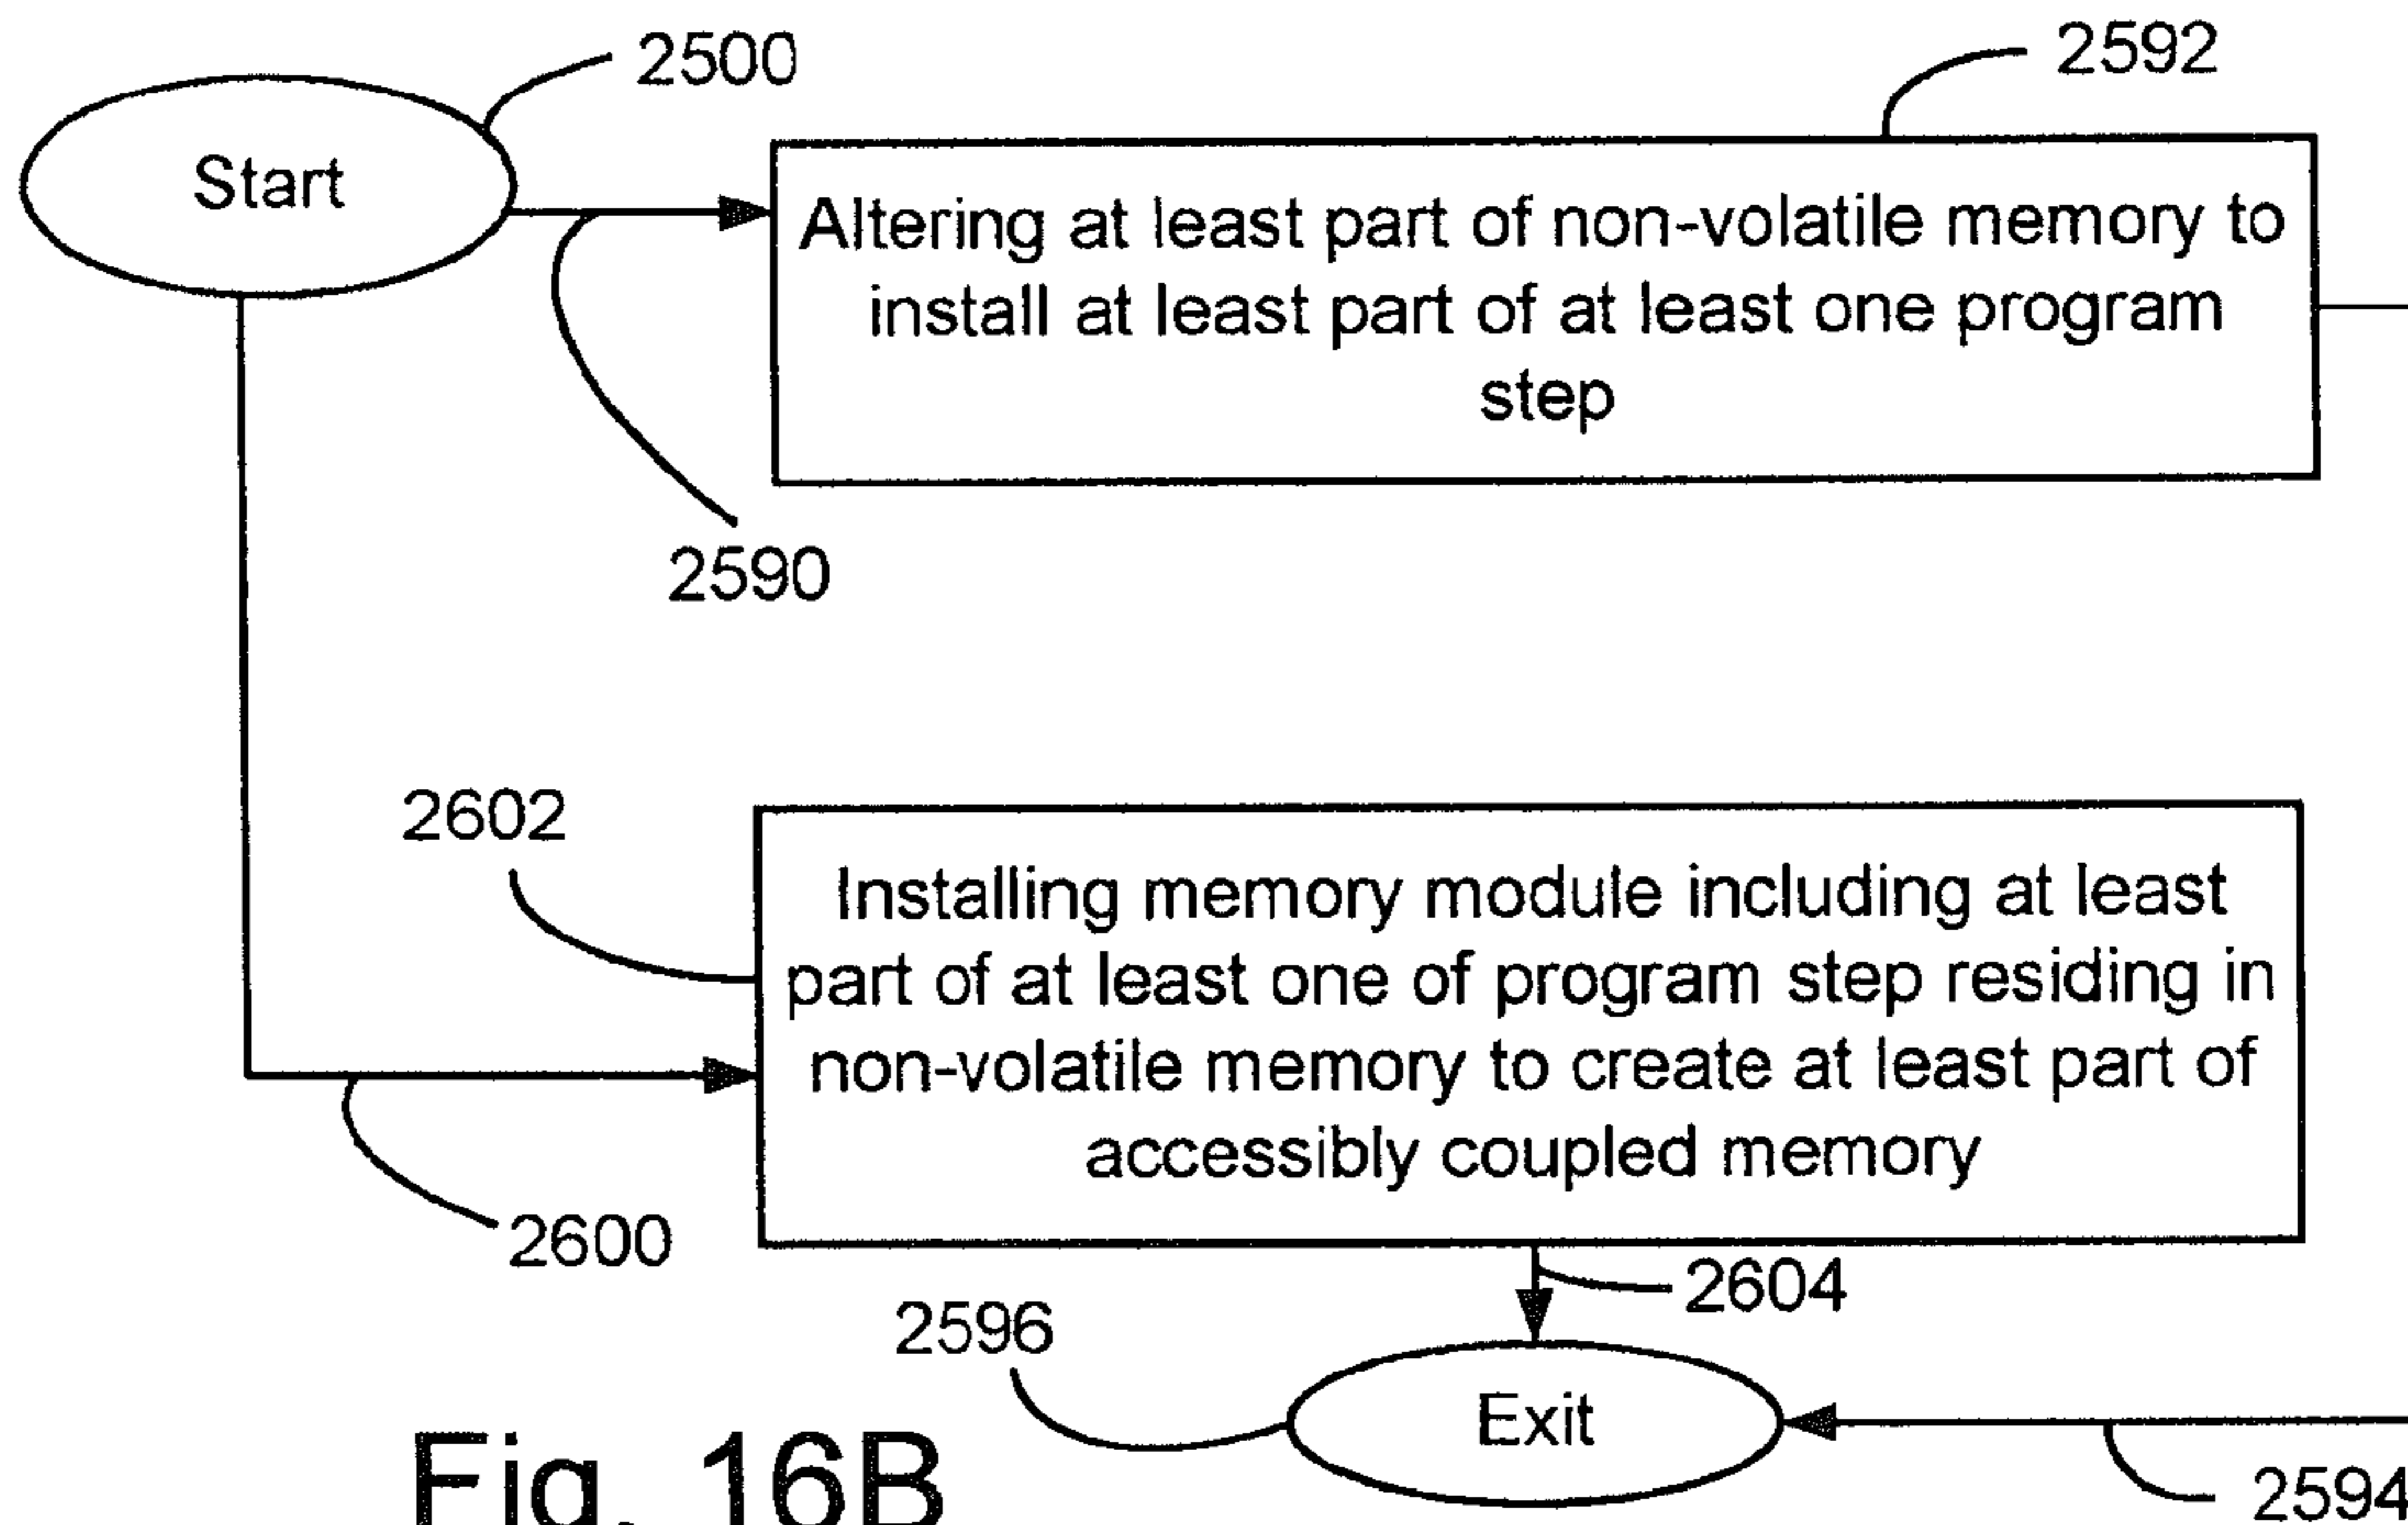 2500
2592
Start
Altering at least part of non-volatile memory to
install at least part of at least one program
step
2590
2602
Installing memory module including at least
part of at least one of program step residing in
non-volatile memory to create at least part of
accessibly coupled memory
2600
2604
2596
Exit
2594
Fig. 16B